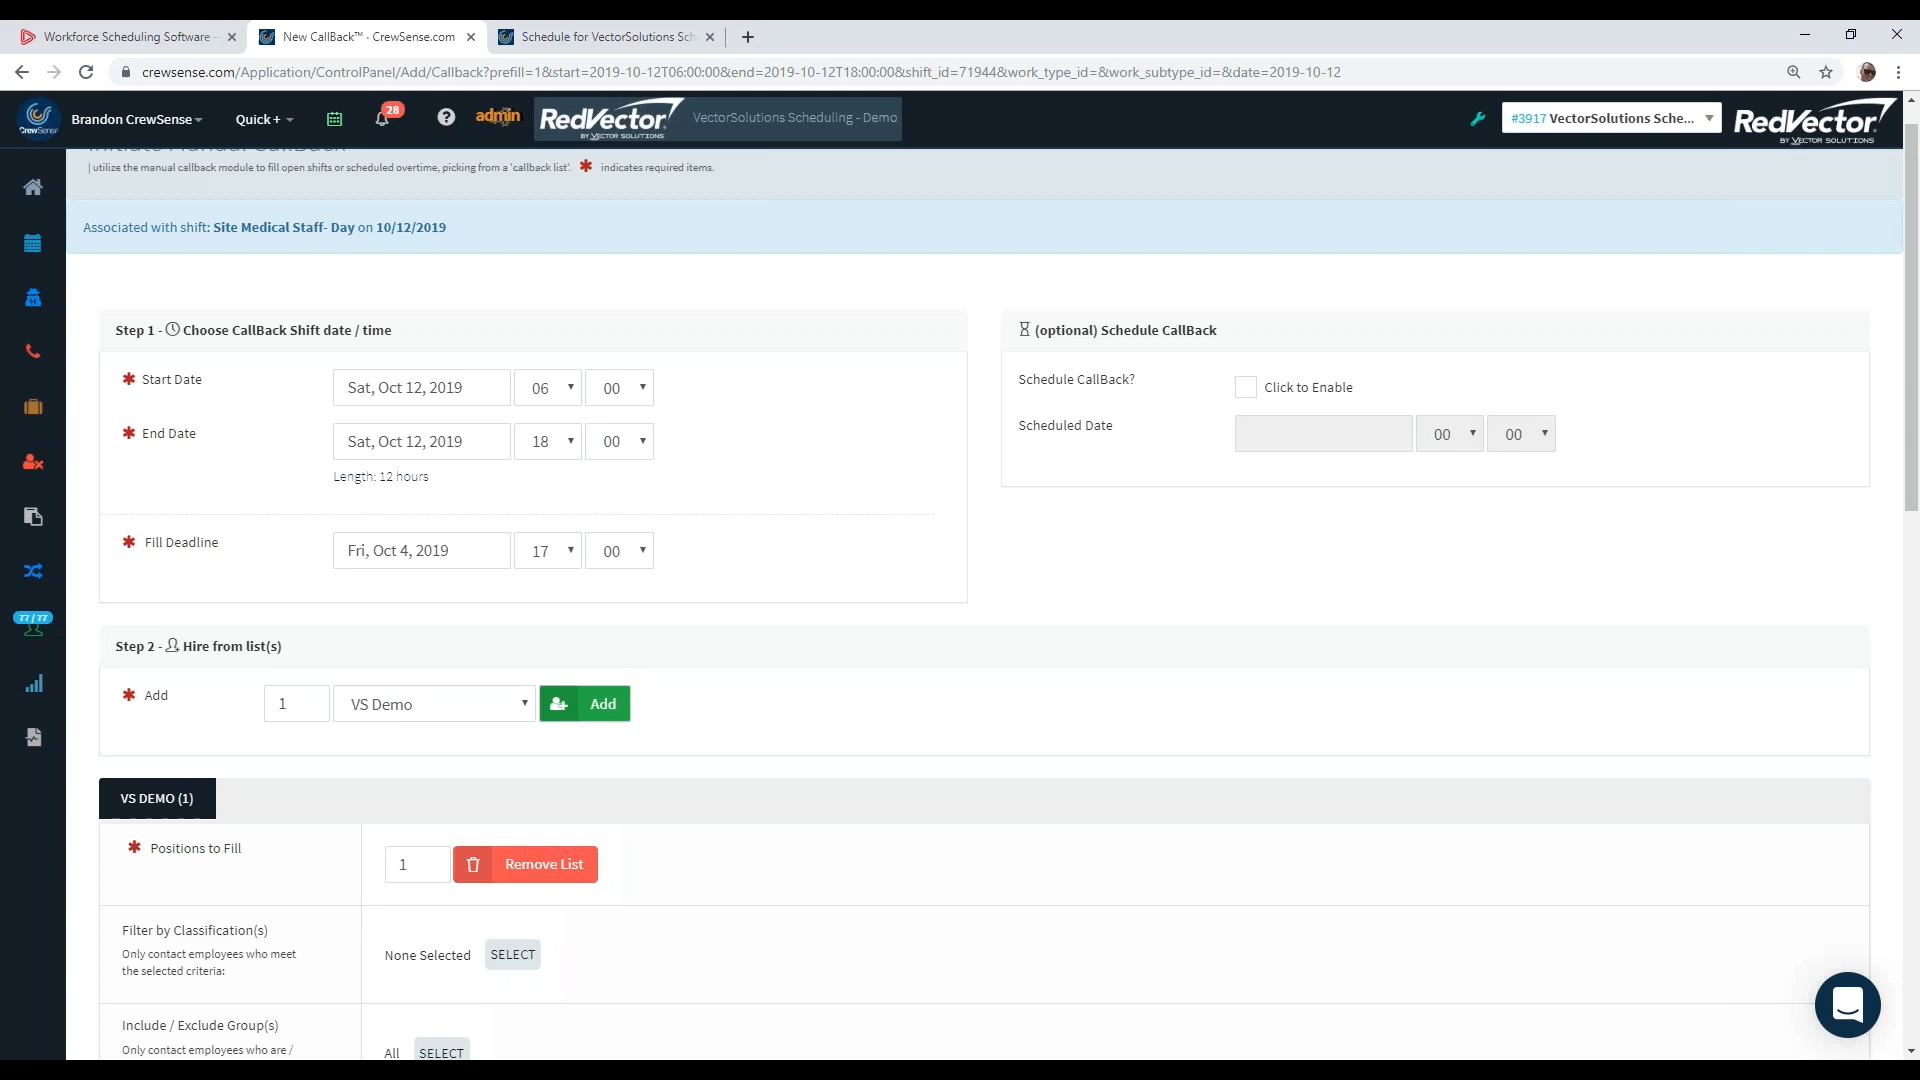 Workforce Scheduling Software -
New CallBack™ · CrewSense.com
Schedule for VectorSolutions Sch
crewsense.com/Application/ControlPanel/Add/Callback?prefill=1&start=2019-10-12T06:00:00&end=2019-10-12T18:00:00&shift_id=71944&work_type_id=&work_subtype_id=&date=2019-10-12
CrewSense
Brandon CrewSense
Quick +
28
admin
RedVector
BY VECTOR SOLUTIONS
VectorSolutions Scheduling - Demo
#3917 VectorSolutions Sche...
RedVector
BY VECTOR SOLUTIONS
Initiate Manual CallBack
| utilize the manual callback module to fill open shifts or scheduled overtime, picking from a 'callback list'. ✱ indicates required items.
Associated with shift: Site Medical Staff- Day on 10/12/2019
Step 1 - Choose CallBack Shift date / time
✱ Start Date
Sat, Oct 12, 2019
06
00
✱ End Date
Sat, Oct 12, 2019
18
00
Length: 12 hours
✱ Fill Deadline
Fri, Oct 4, 2019
17
00
(optional) Schedule CallBack
Schedule CallBack?
Click to Enable
Scheduled Date
00
00
77 / 77
Step 2 - Hire from list(s)
✱ Add
1
VS Demo
Add
VS DEMO (1)
✱ Positions to Fill
1
Remove List
Filter by Classification(s)
Only contact employees who meet
the selected criteria:
None Selected
SELECT
Include / Exclude Group(s)
Only contact employees who are /
All
SELECT